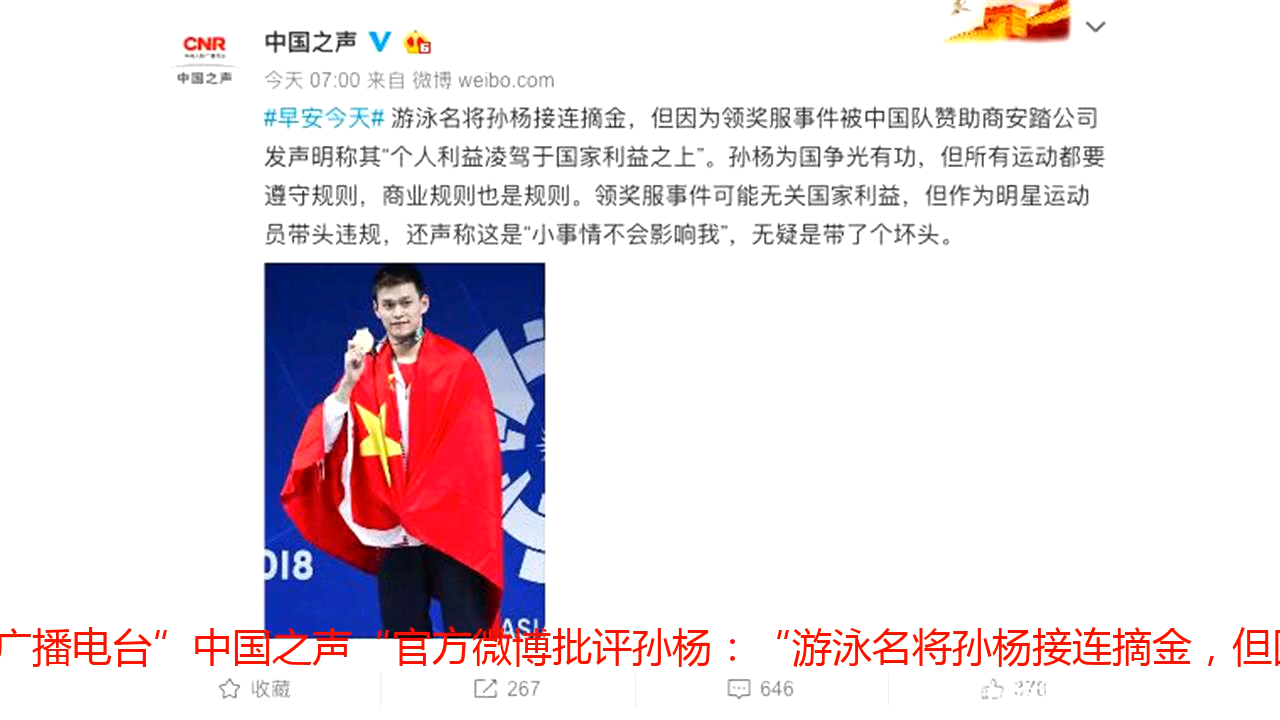 CNR
中国之声
中国之声
今天 07:00 来自 微博 weibo.com
#早安今天# 游泳名将孙杨接连摘金，但因为领奖服事件被中国队赞助商安踏公司
发声明称其“个人利益凌驾于国家利益之上”。孙杨为国争光有功，但所有运动都要
遵守规则，商业规则也是规则。领奖服事件可能无关国家利益，但作为明星运动
员带头违规，还声称这是“小事情不会影响我”，无疑是带了个坏头。
018
ASI
广播电台”中国之声“官方微博批评孙杨：“游泳名将孙杨接连摘金，但因
收藏
267
646